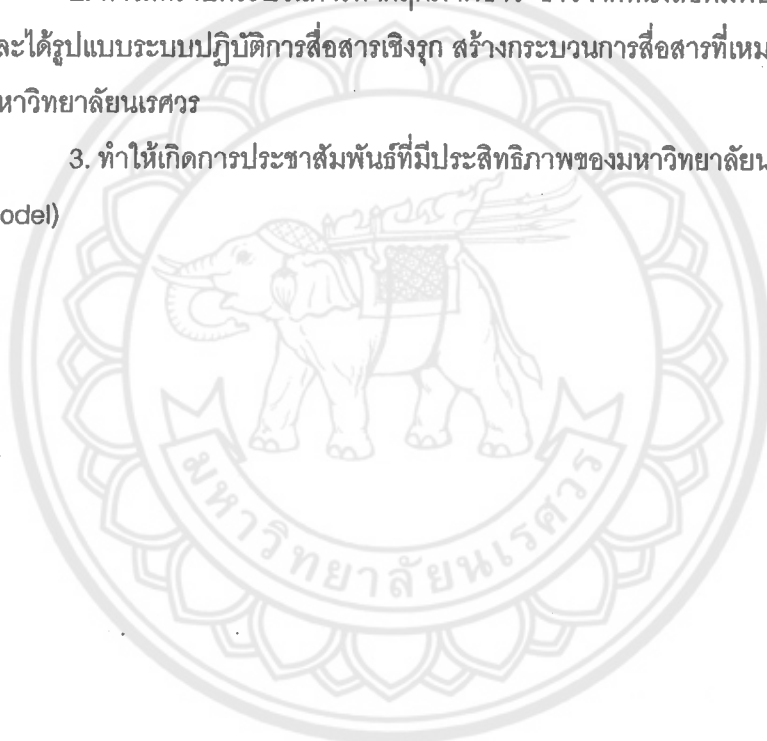 ละได้รูปแบบระบบปฏิบัติการสื่อสารเชิงรุก สร้างกระบวนการสื่อสารที่เหม
หาวิทยาลัยนเรศวร
3. ทำให้เกิดการประชาสัมพันธ์ที่มีประสิทธิภาพของมหาวิทยาลัยน
odel)
มหาวิทยาลัยนเรศวร